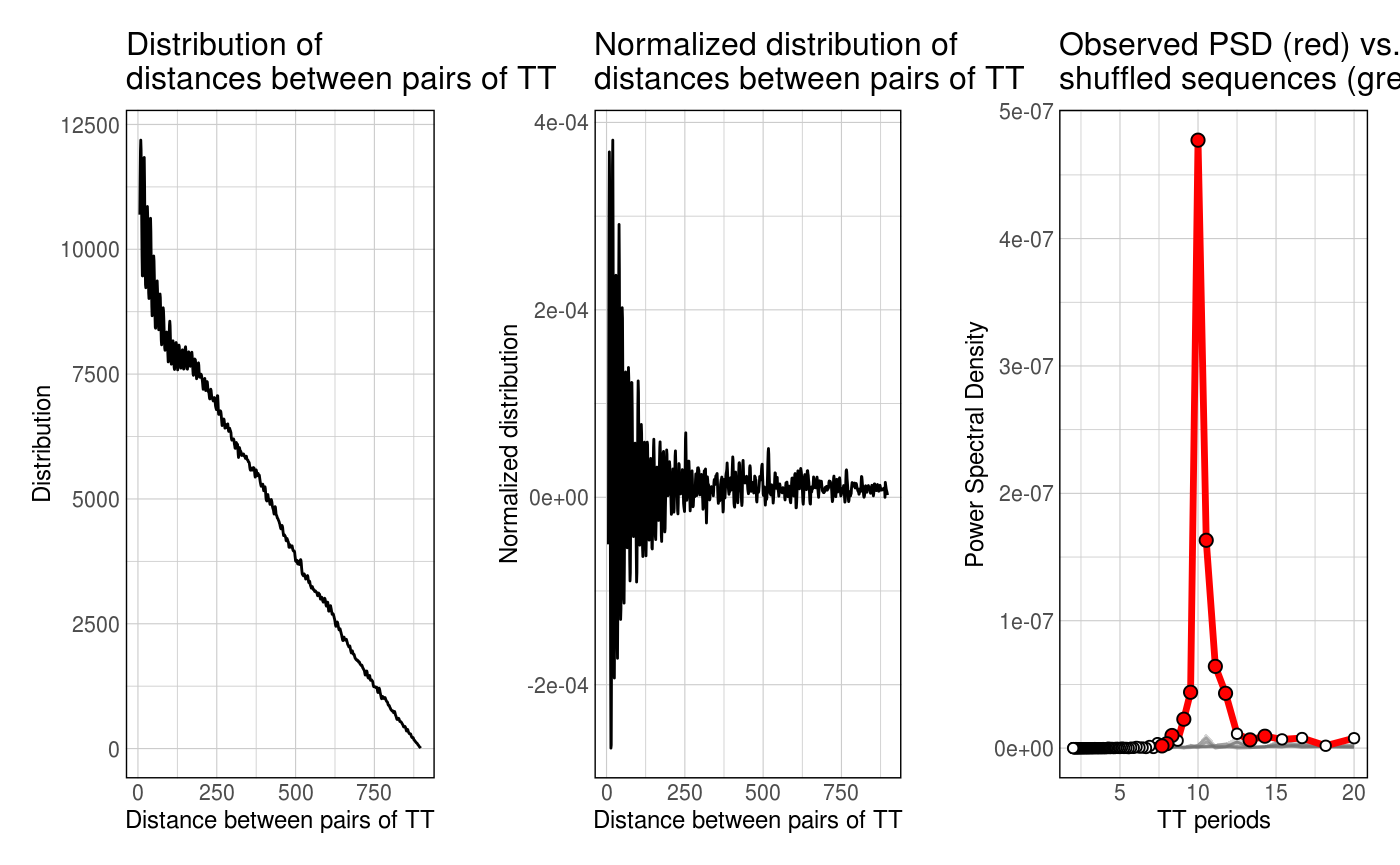 Distribution of
distances between pairs of TT
12500
10000
7500
5000
2500
0
Distribution
0 250 500 750
Distance between pairs of TT
Normalized distribution of
distances between pairs of TT
4e-04
2e-04
0e+00
-2e-04
Normalized distribution
0 250 500 750
Distance between pairs of TT
Observed PSD (red) vs.
shuffled sequences (gre
5e-07
4e-07
3e-07
2e-07
1e-07
0e+00
Power Spectral Density
5 10 15 20
TT periods